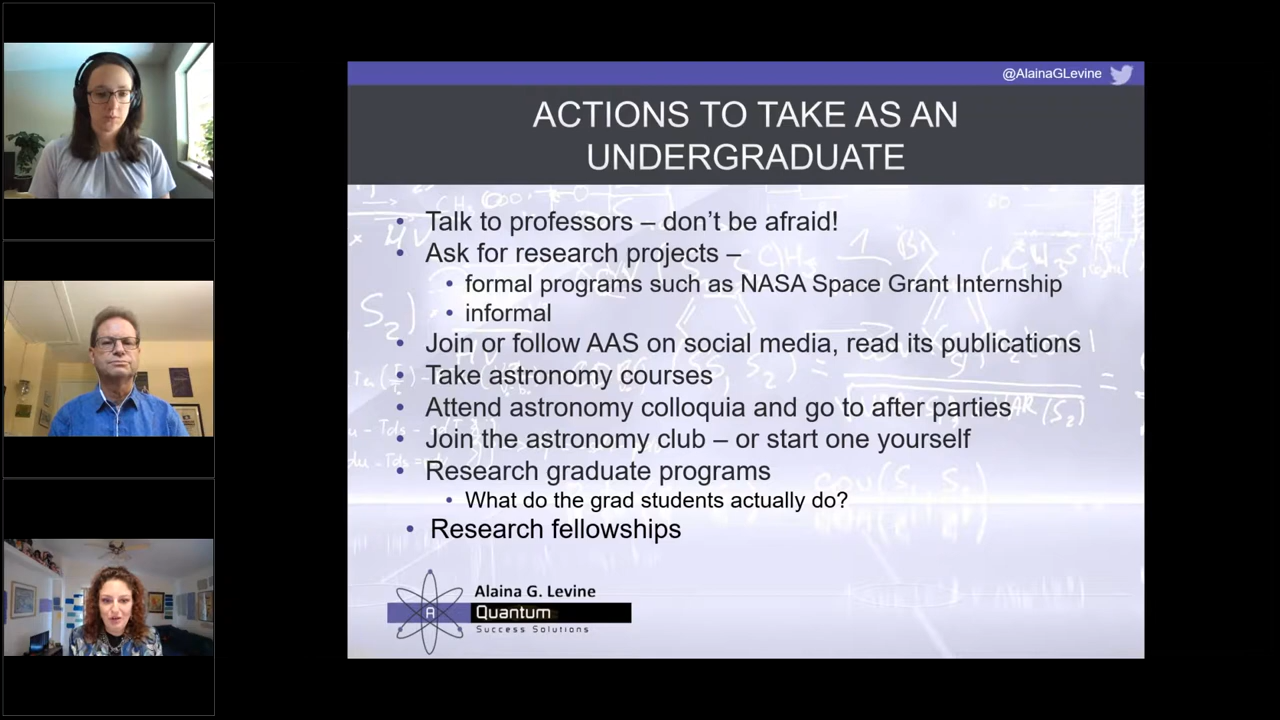 @AlainaGLevine
ACTIONS TO TAKE AS AN
UNDERGRADUATE
• Talk to professors – don't be afraid!
• Ask for research projects –
• formal programs such as NASA Space Grant Internship
• informal
• Join or follow AAS on social media, read its publications
• Take astronomy courses
• Attend astronomy colloquia and go to after parties
• Join the astronomy club – or start one yourself
• Research graduate programs
• What do the grad students actually do?
• Research fellowships
Alaina G. Levine
A Quantum
Success Solutions